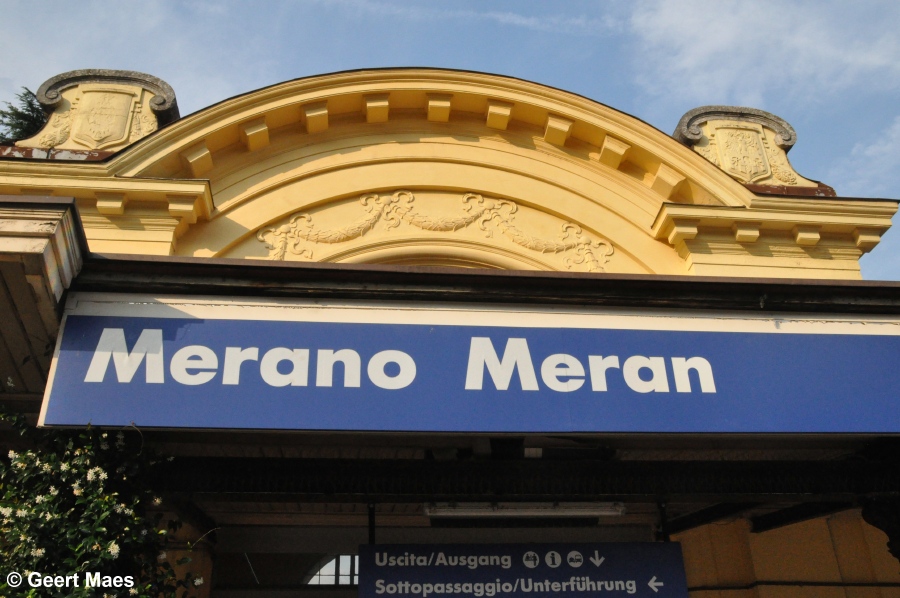 Merano Meran
Uscita/Ausgang
Sottopassaggio/Unterführung
© Geert Maes